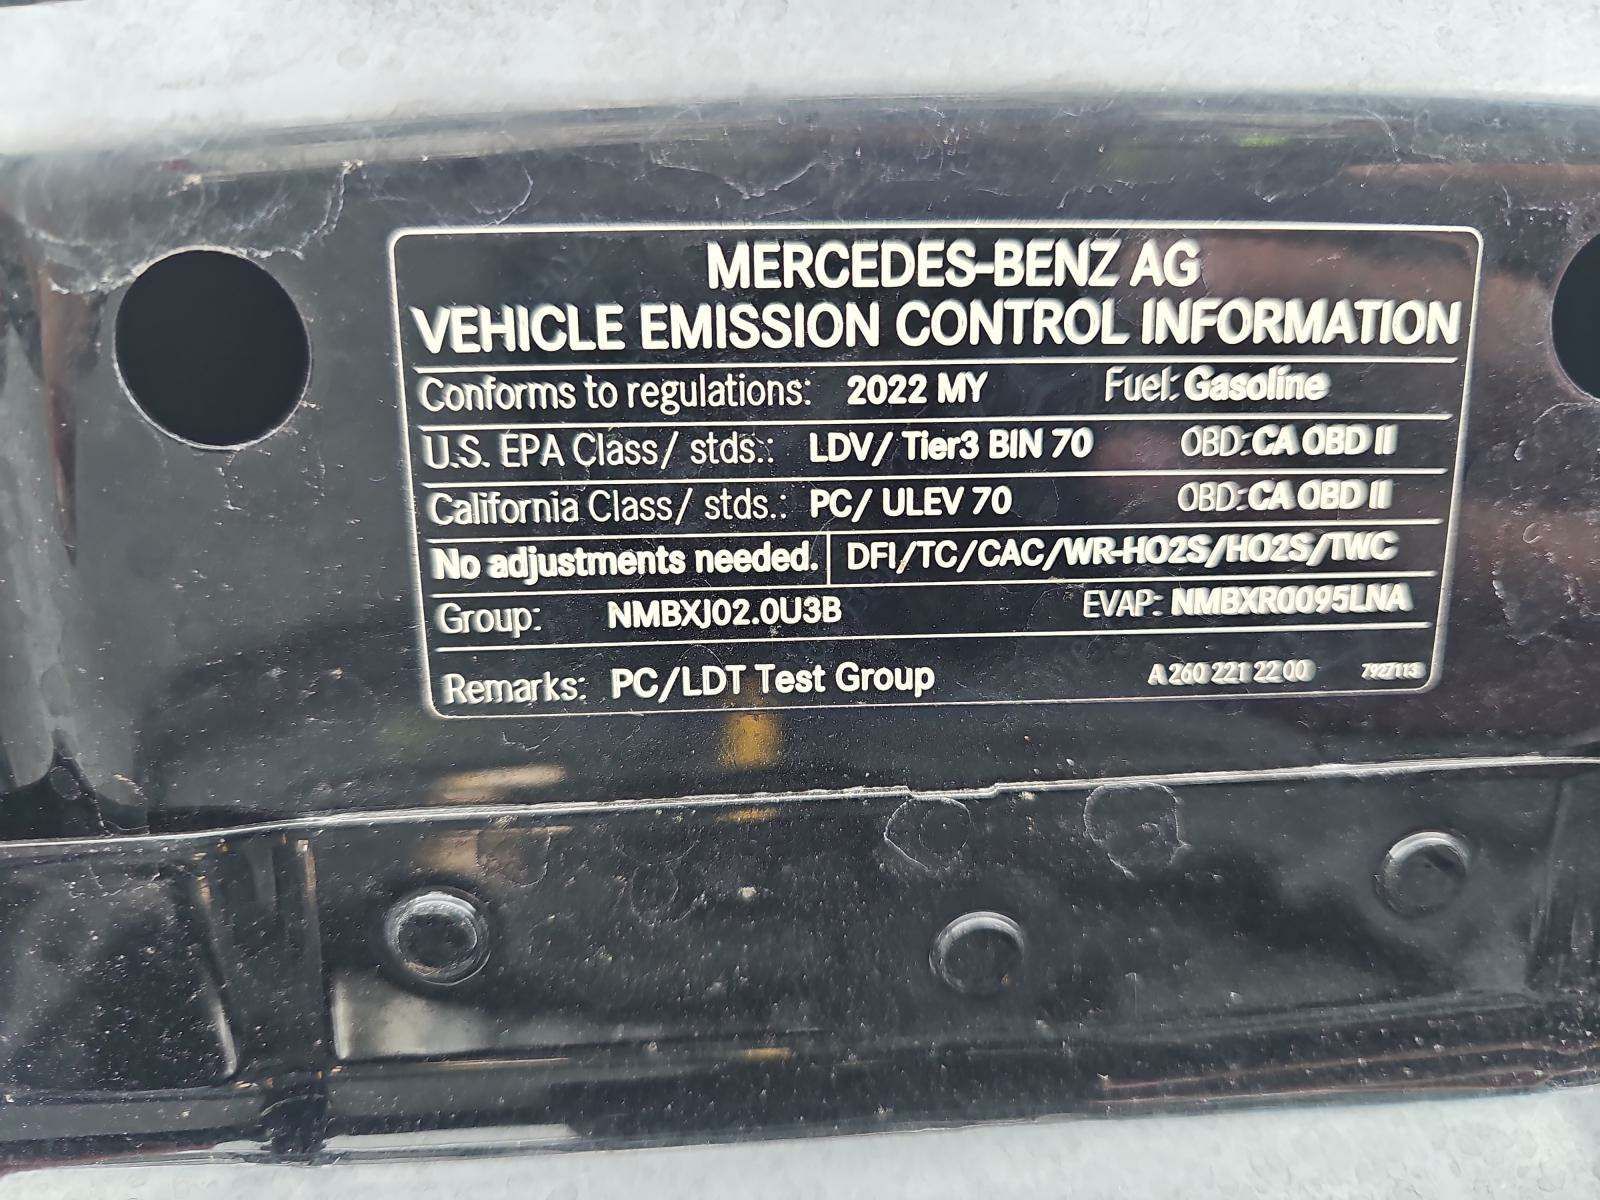 MERCEDES-BENZ AG
VEHICLE EMISSION CONTROL INFORMATION
Conforms to regulations: 2022 MY Fuel: Gasoline
U.S. EPA Class/ stds.: LDV/ Tier3 BIN 70 OBD: CA OBD II
California Class/ stds.: PC/ ULEV 70 OBD: CA OBD II
No adjustments needed. DFI/TC/CAC/WR-HO2S/HO2S/TWC
Group: NMBXJ02.0U3B EVAP: NMBXR0095LNA
Remarks: PC/LDT Test Group A 260 221 22 00 7927113